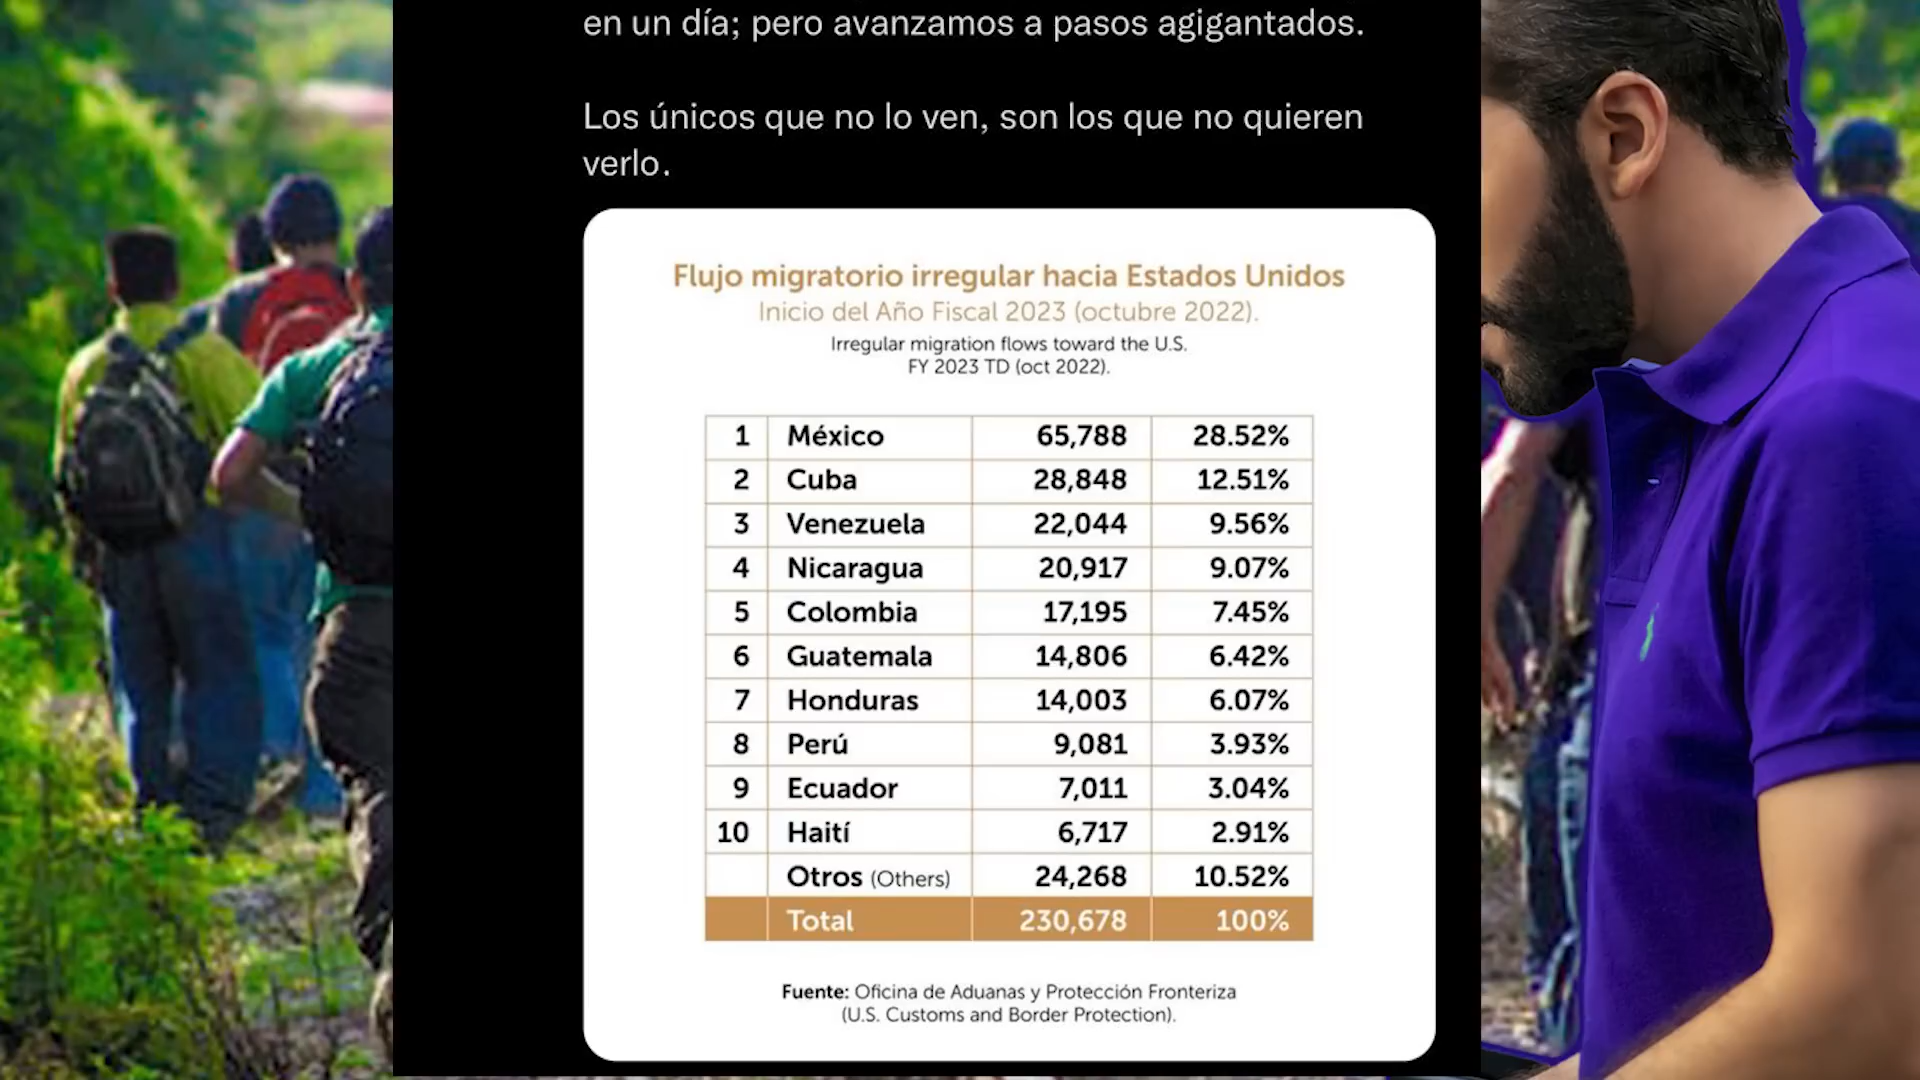 en un día; pero avanzamos a pasos agigantados.
Los únicos que no lo ven, son los que no quieren
verlo.
Flujo migratorio irregular hacia Estados Unidos
Inicio del Año Fiscal 2023 (octubre 2022).
Irregular migration flows toward the U.S.
FY 2023 TD (oct 2022).
1 México 65,788 28.52%
2 Cuba 28,848 12.51%
3 Venezuela 22,044 9.56%
4 Nicaragua 20,917 9.07%
5 Colombia 17,195 7.45%
6 Guatemala 14,806 6.42%
7 Honduras 14,003 6.07%
8 Perú 9,081 3.93%
9 Ecuador 7,011 3.04%
10 Haití 6,717 2.91%
Otros (Others) 24,268 10.52%
Total 230,678 100%
Fuente: Oficina de Aduanas y Protección Fronteriza
(U.S. Customs and Border Protection).